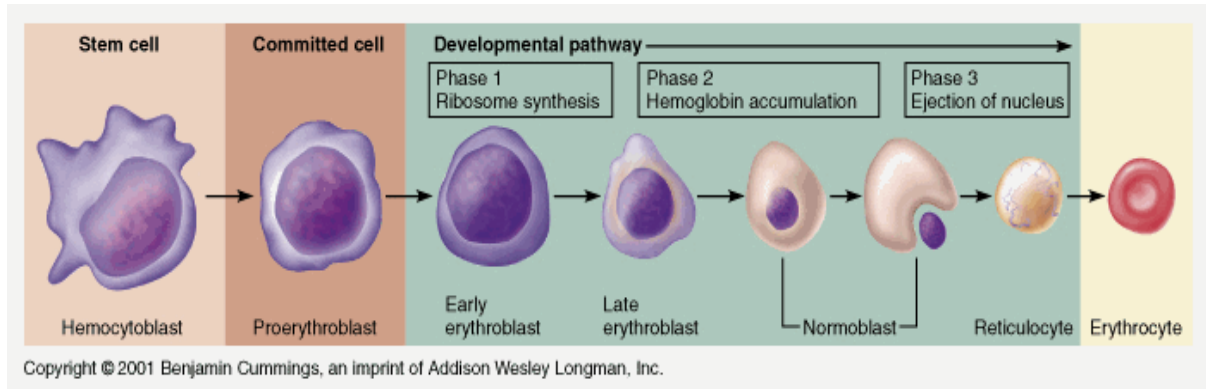 Stem cell
Committed cell
Developmental pathway
Phase 1
Ribosome synthesis
Phase 2
Hemoglobin accumulation
Phase 3
Ejection of nucleus
Hemocytoblast
Proerythroblast
Early
erythroblast
Late
erythroblast
Normoblast
Reticulocyte
Erythrocyte
Copyright © 2001 Benjamin Cummings, an imprint of Addison Wesley Longman, Inc.